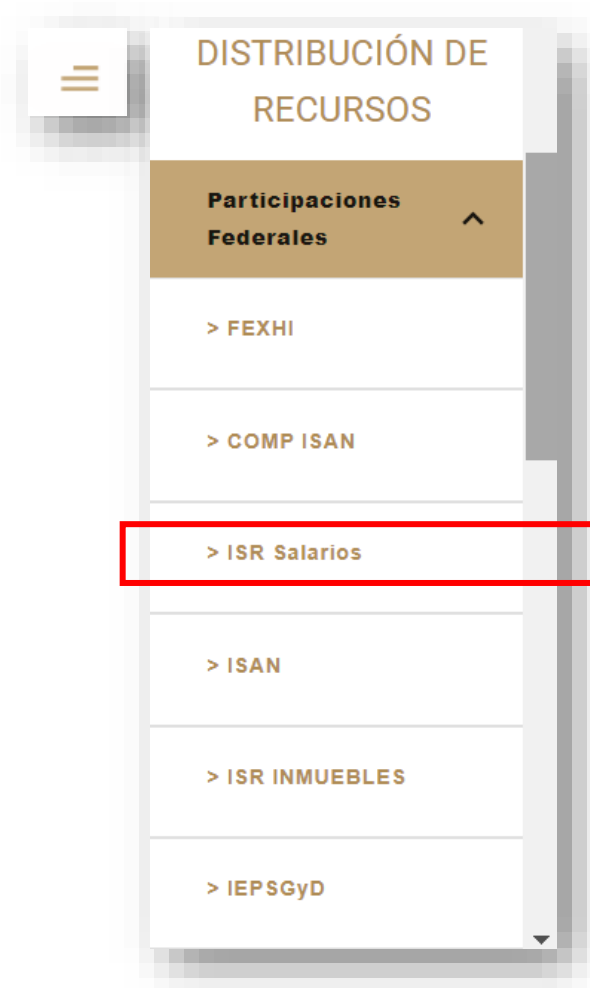 DISTRIBUCIÓN DE
RECURSOS
Participaciones
Federales
> FEXHI
> COMP ISAN
> ISR Salarios
> ISAN
> ISR INMUEBLES
> IEPSGyD